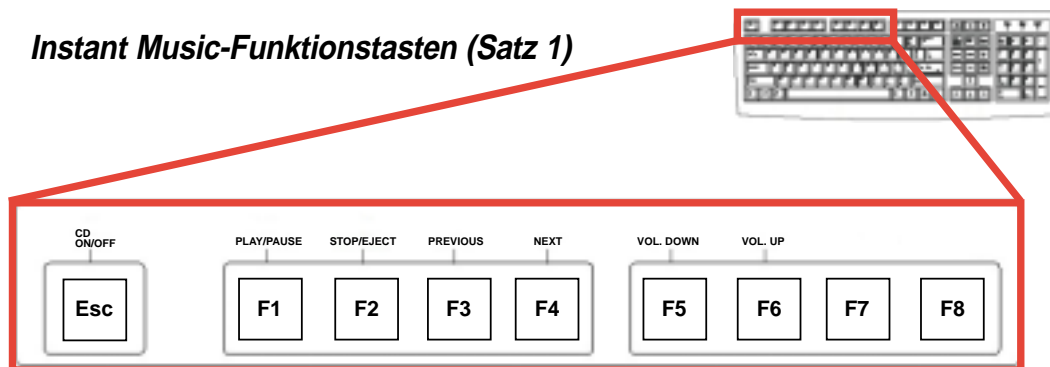 Instant Music-Funktionstasten (Satz 1)
CD
ON/OFF
PLAY/PAUSE STOP/EJECT PREVIOUS NEXT VOL. DOWN VOL. UP
Esc F1 F2 F3 F4 F5 F6 F7 F8